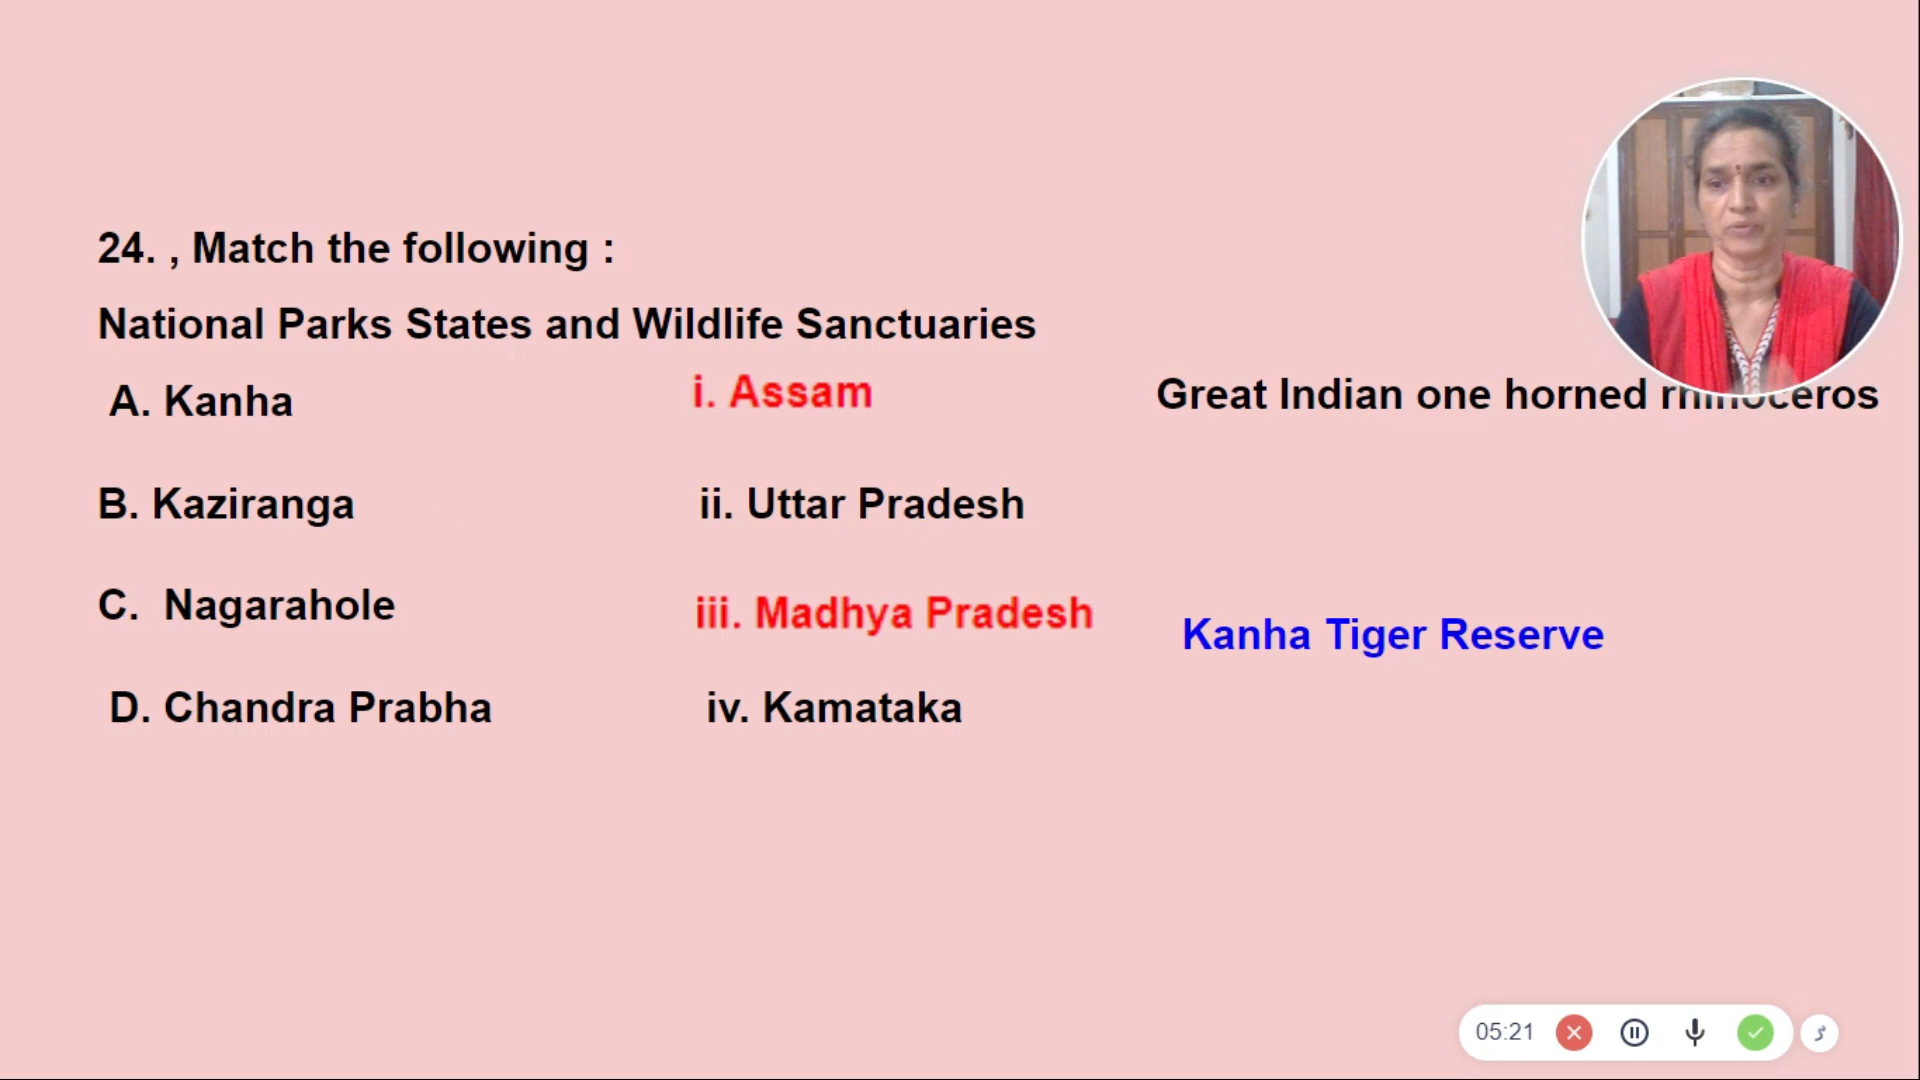 24. , Match the following :
National Parks States and Wildlife Sanctuaries
A. Kanha
i. Assam
Great Indian one horned rhinoceros
B. Kaziranga
ii. Uttar Pradesh
C. Nagarahole
iii. Madhya Pradesh
Kanha Tiger Reserve
D. Chandra Prabha
iv. Kamataka
05:21